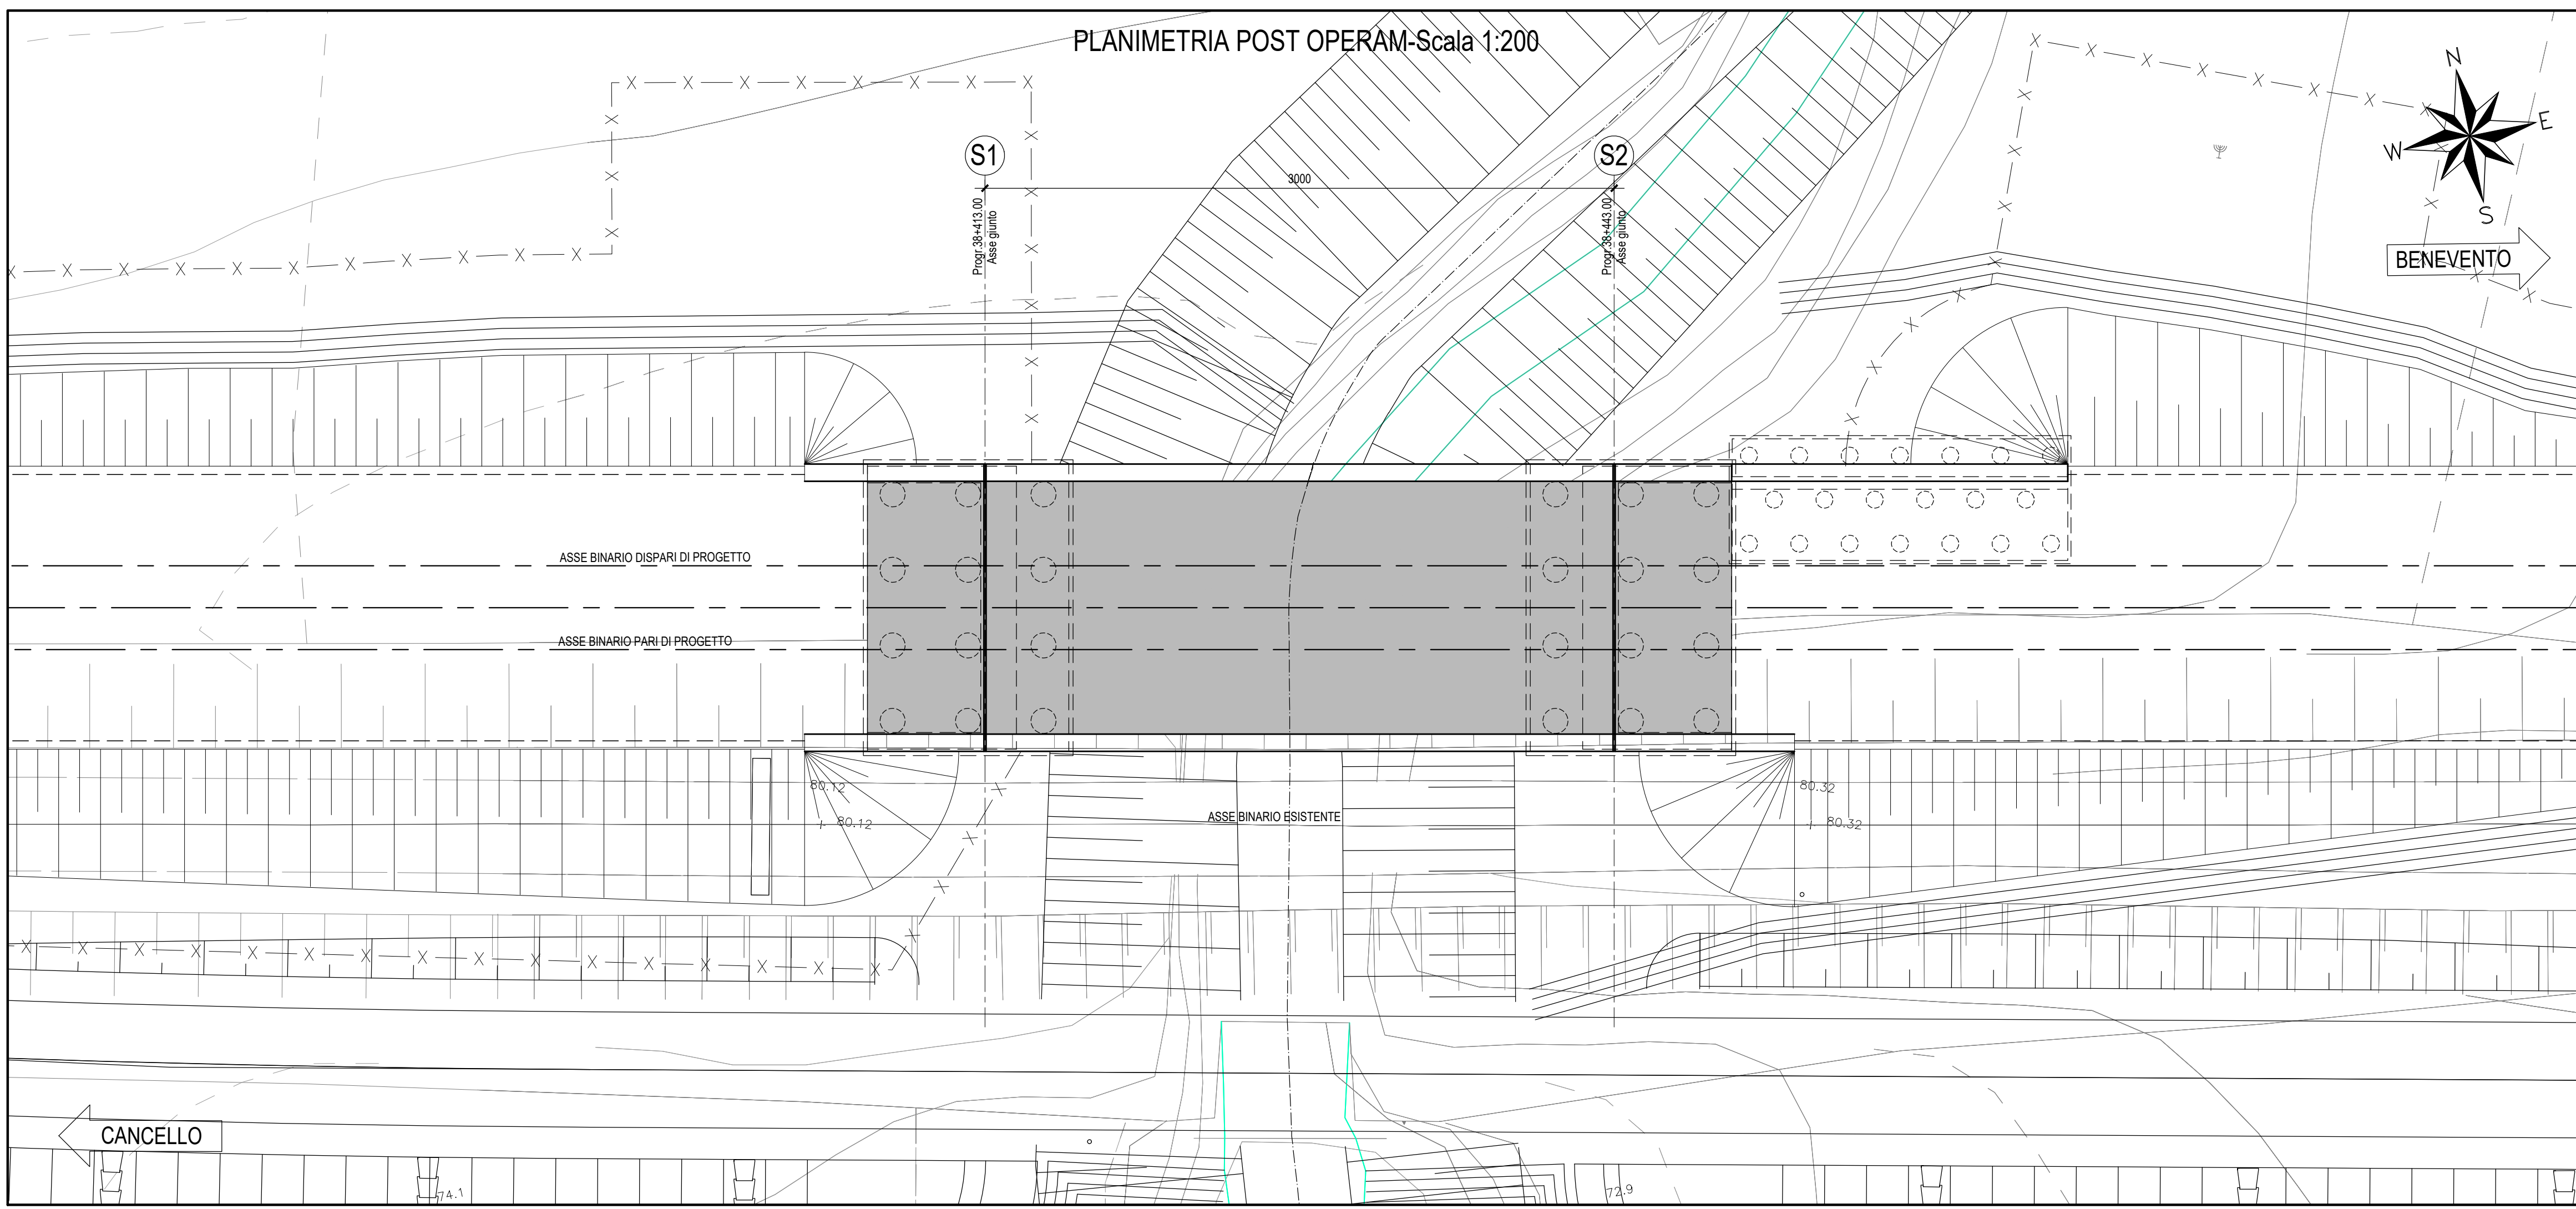 PLANIMETRIA POST OPERAM-Scala 1:200
N
E
W
S
S1
S2
3000
Progr.38+413.00
Asse giunto
Progr.38+443.00
Asse giunto
BENEVENTO
ASSE BINARIO DISPARI DI PROGETTO
ASSE BINARIO PARI DI PROGETTO
80.12
80.12
80.32
80.32
ASSE BINARIO ESISTENTE
CANCELLO
74.1
72.9